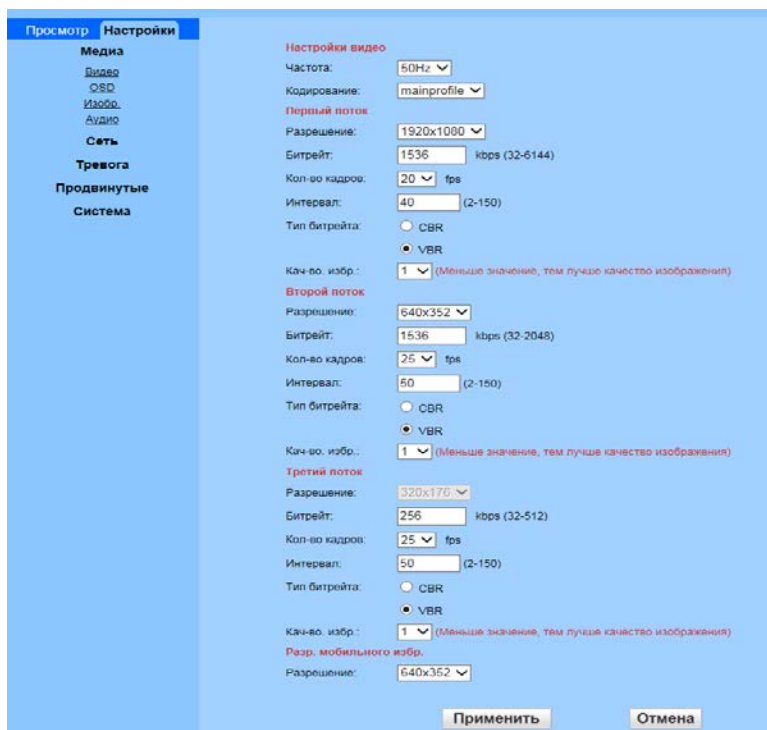 Просмотр Настройки
Медиа
Видео
OSD
Изобр.
Аудио
Сеть
Тревога
Продвинутые
Система
Настройки видео
Частота: 50Hz
Кодирование: mainprofile
Первый поток
Разрешение: 1920x1080
Битрейт: 1536 kbps (32-6144)
Кол-во кадров: 20 fps
Интервал: 40 (2-150)
Тип битрейта: CBR
VBR
Кач-во. избр.: 1 (Меньше значение, тем лучше качество изображения)
Второй поток
Разрешение: 640x352
Битрейт: 1536 kbps (32-2048)
Кол-во кадров: 25 fps
Интервал: 50 (2-150)
Тип битрейта: CBR
VBR
Кач-во. избр.: 1 (Меньше значение, тем лучше качество изображения)
Третий поток
Разрешение: 320x176
Битрейт: 256 kbps (32-512)
Кол-во кадров: 25 fps
Интервал: 50 (2-150)
Тип битрейта: CBR
VBR
Кач-во. избр.: 1 (Меньше значение, тем лучше качество изображения)
Разр. мобильного избр.
Разрешение: 640x352
Применить Отмена